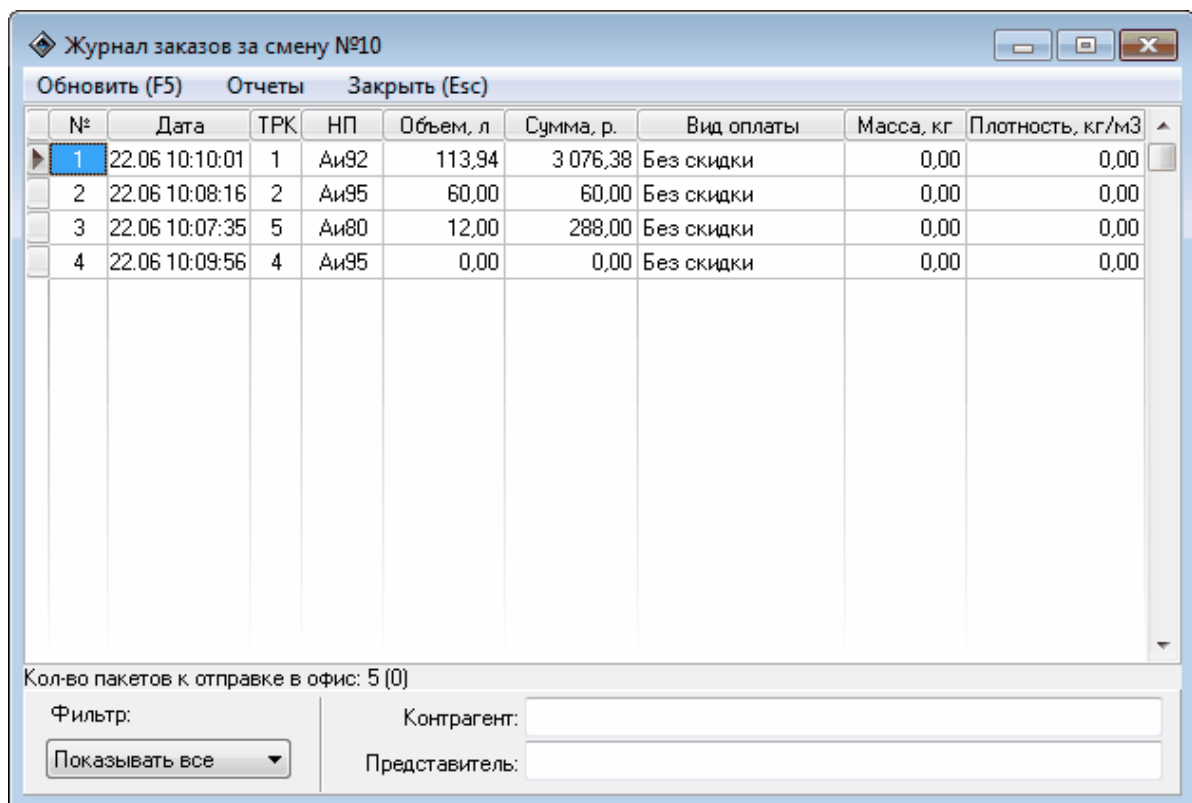 Журнал заказов за смену №10
Обновить (F5) Отчеты Закрыть (Esc)
№ Дата ТРК НП Объем, л Сумма, р. Вид оплаты Масса, кг Плотность, кг/м3
1 22.06 10:10:01 1 Аи92 113,94 3 076,38 Без скидки 0,00 0,00
2 22.06 10:08:16 2 Аи95 60,00 60,00 Без скидки 0,00 0,00
3 22.06 10:07:35 5 Аи80 12,00 288,00 Без скидки 0,00 0,00
4 22.06 10:09:56 4 Аи95 0,00 0,00 Без скидки 0,00 0,00
Кол-во пакетов к отправке в офис: 5 (0)
Фильтр: Контрагент:
Показывать все Представитель: